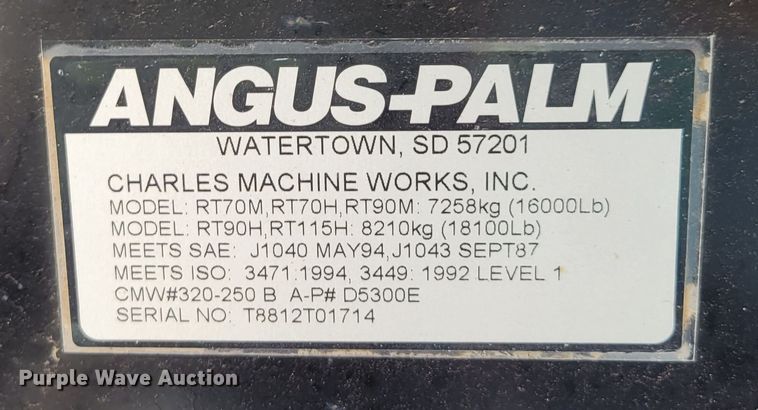 ANGUS-PALM
WATERTOWN, SD 57201
CHARLES MACHINE WORKS, INC.
MODEL: RT70M,RT70H,RT90M: 7258kg (16000Lb)
MODEL: RT90H,RT115H: 8210kg (18100Lb)
MEETS SAE: J1040 MAY94,J1043 SEPT87
MEETS ISO: 3471:1994, 3449: 1992 LEVEL 1
CMW#320-250 B A-P# D5300E
SERIAL NO: T8812T01714
Purple Wave Auction